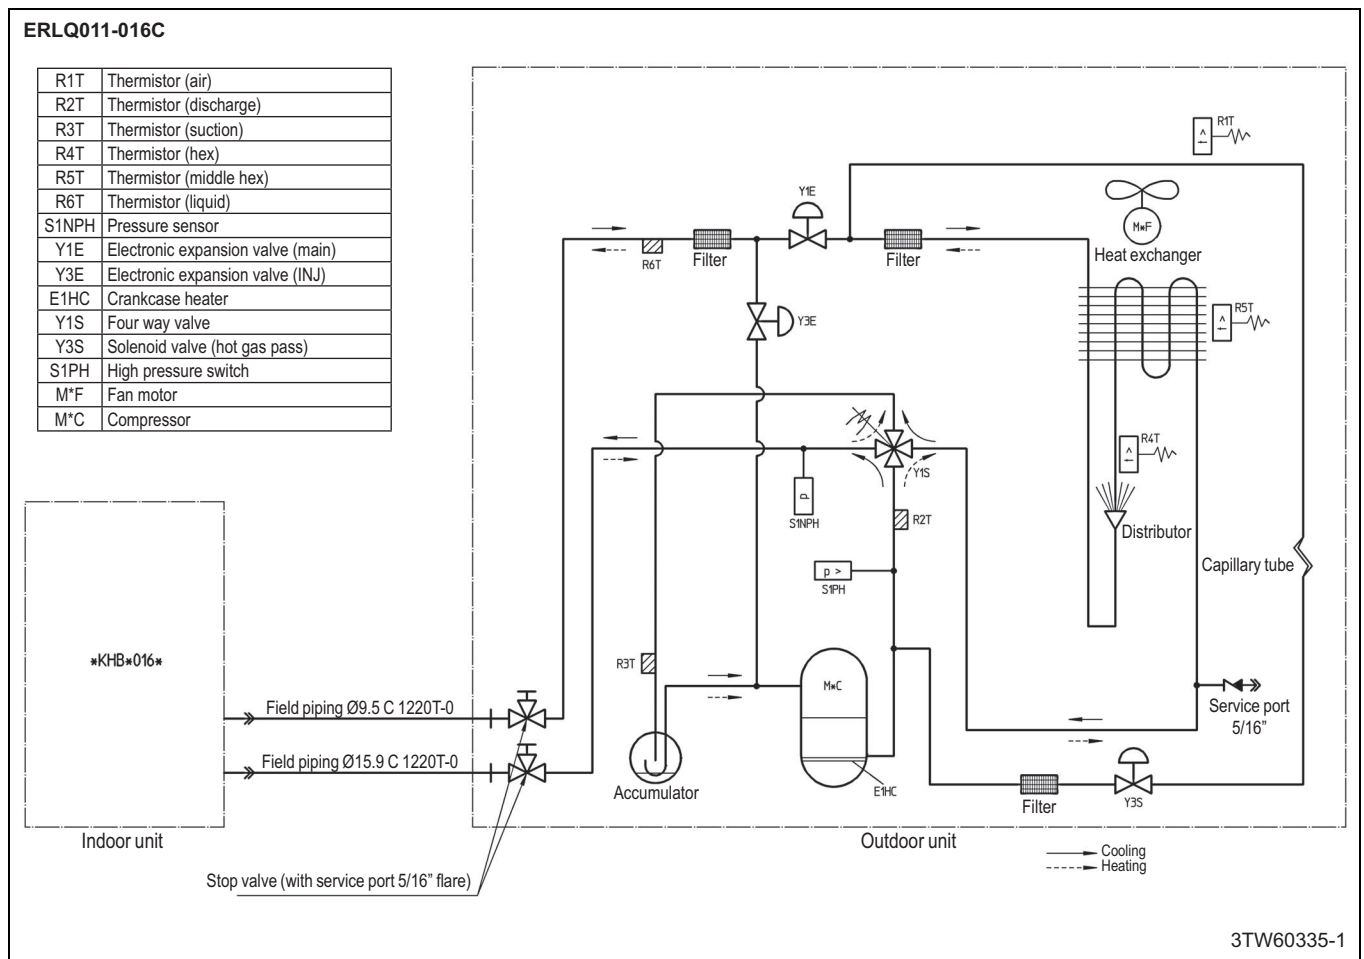 ERLQ011-016C
R1T Thermistor (air)
R2T Thermistor (discharge)
R3T Thermistor (suction)
R4T Thermistor (hex)
R5T Thermistor (middle hex)
R6T Thermistor (liquid)
S1NPH Pressure sensor
Y1E Electronic expansion valve (main)
Y3E Electronic expansion valve (INJ)
E1HC Crankcase heater
Y1S Four way valve
Y3S Solenoid valve (hot gas pass)
S1PH High pressure switch
M*F Fan motor
M*C Compressor
R1T
Y1E
M*F
Heat exchanger
R6T
Filter
Filter
R5T
Y3E
R4T
Y1S
p
S1NPH
R2T
Distributor
Capillary tube
p >
S1PH
*KHB*016*
R3T
M*C
Field piping Ø9.5 C 1220T-0
Service port
5/16”
Field piping Ø15.9 C 1220T-0
Accumulator
E1HC
Filter
Y3S
Indoor unit
Outdoor unit
Cooling
Heating
Stop valve (with service port 5/16” flare)
3TW60335-1